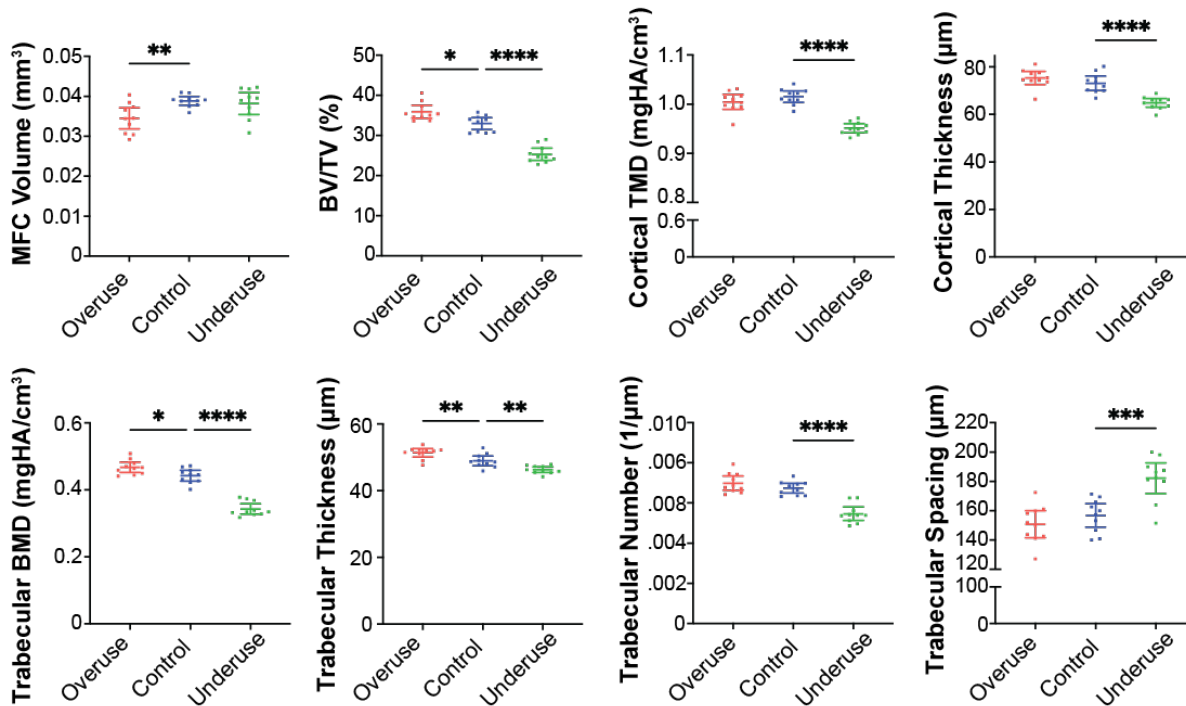 MFC Volume (mm³)
0.05
0.04
0.03
0.02
0.01
0
**
Overuse
Control
Underuse
BV/TV (%)
50
40
30
20
10
0
*
****
Overuse
Control
Underuse
Cortical TMD (mgHA/cm³)
1.1
1.0
0.9
0.8
0.6
0
****
Overuse
Control
Underuse
Cortical Thickness (µm)
80
60
40
20
0
****
Overuse
Control
Underuse
Trabecular BMD (mgHA/cm³)
0.6
0.4
0.2
0
*
****
Overuse
Control
Underuse
Trabecular Thickness (µm)
60
40
20
0
**
**
Overuse
Control
Underuse
Trabecular Number (1/µm)
0.010
0.006
0.008
.004
.002
0
****
Overuse
Control
Underuse
Trabecular Spacing (µm)
220
200
180
160
140
120
100
0
***
Overuse
Control
Underuse